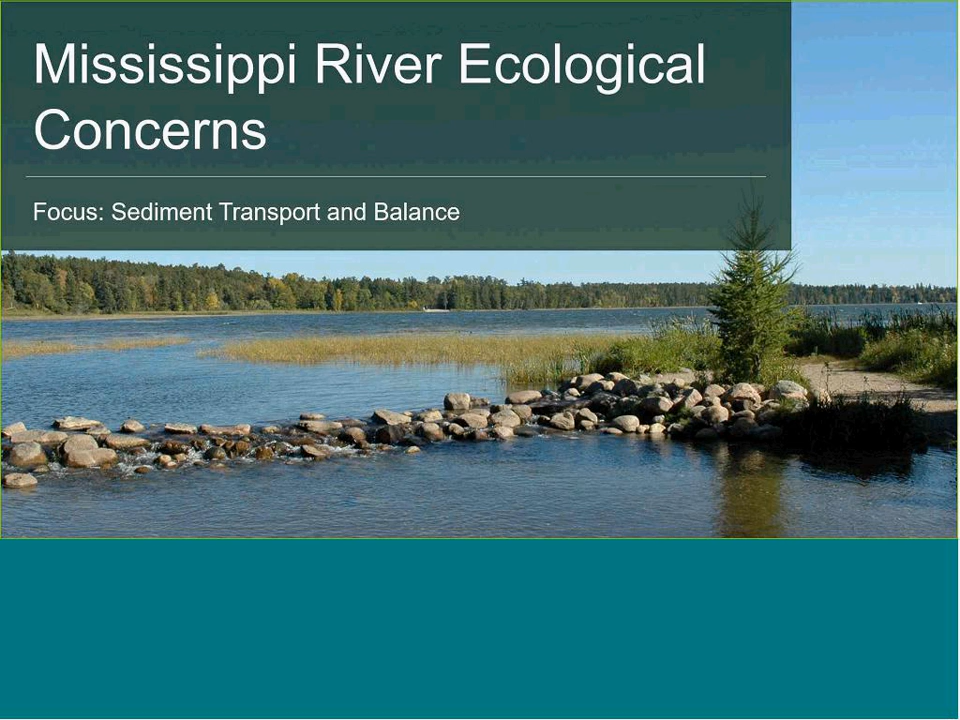 Mississippi River Ecological
Concerns
Focus: Sediment Transport and Balance